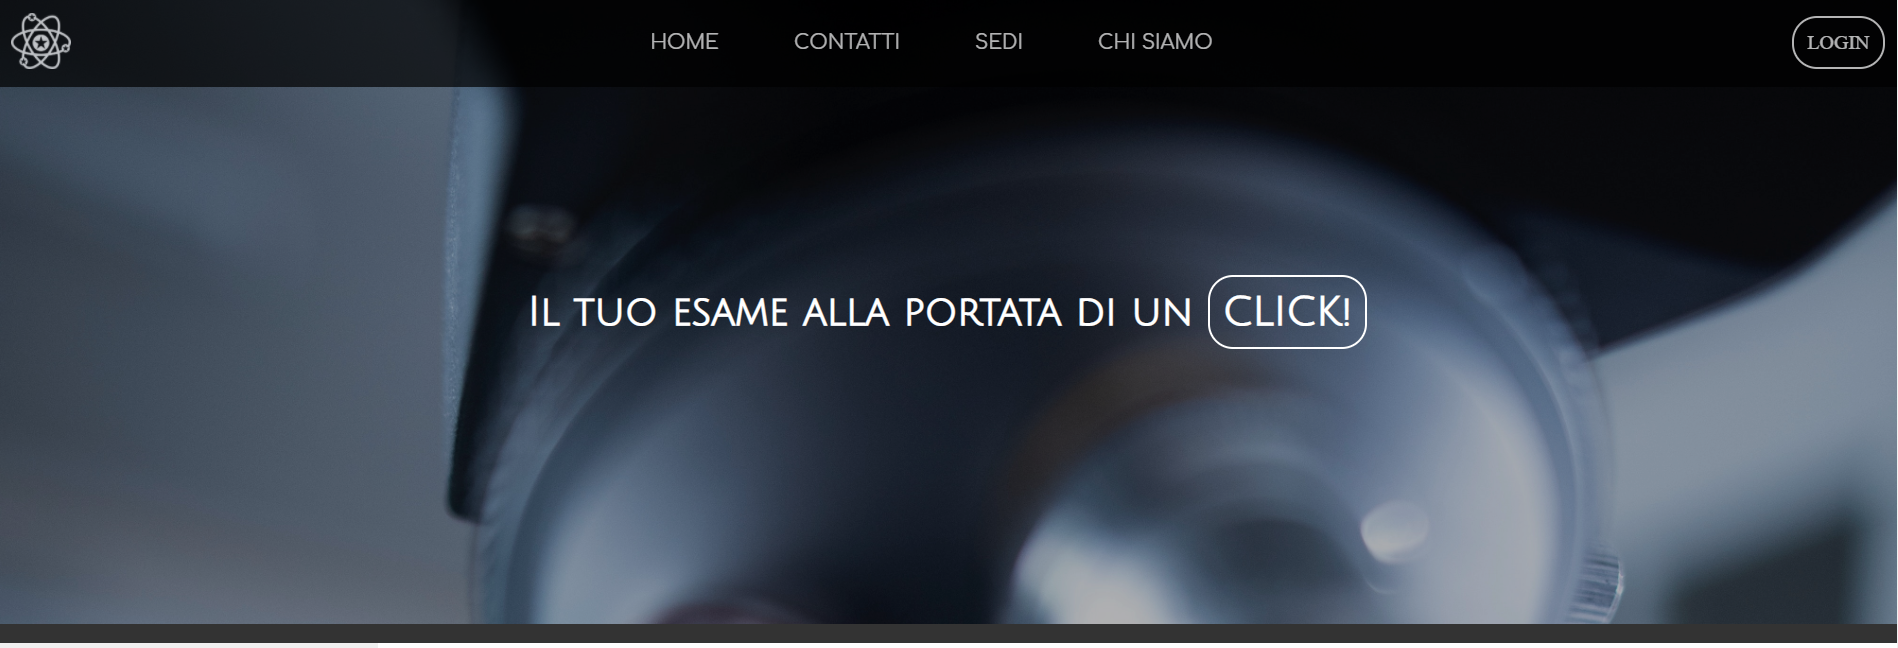 HOME CONTATTI SEDI CHI SIAMO LOGIN
Il tuo esame alla portata di un CLICK!